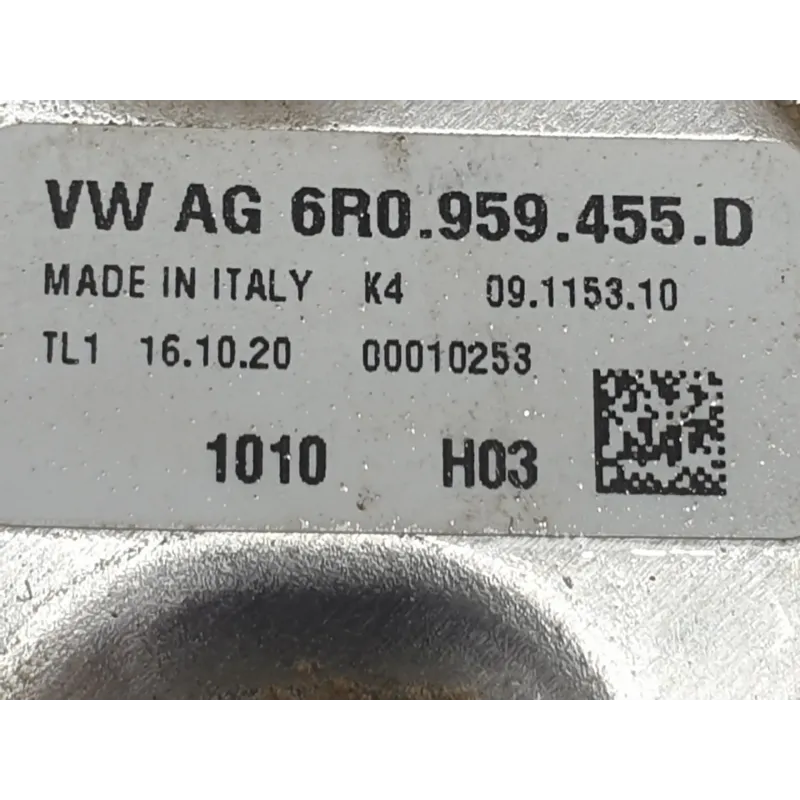 VW AG 6R0.959.455.D
MADE IN ITALY K4 09.1153.10
TL1 16.10.20 00010253
1010 H03